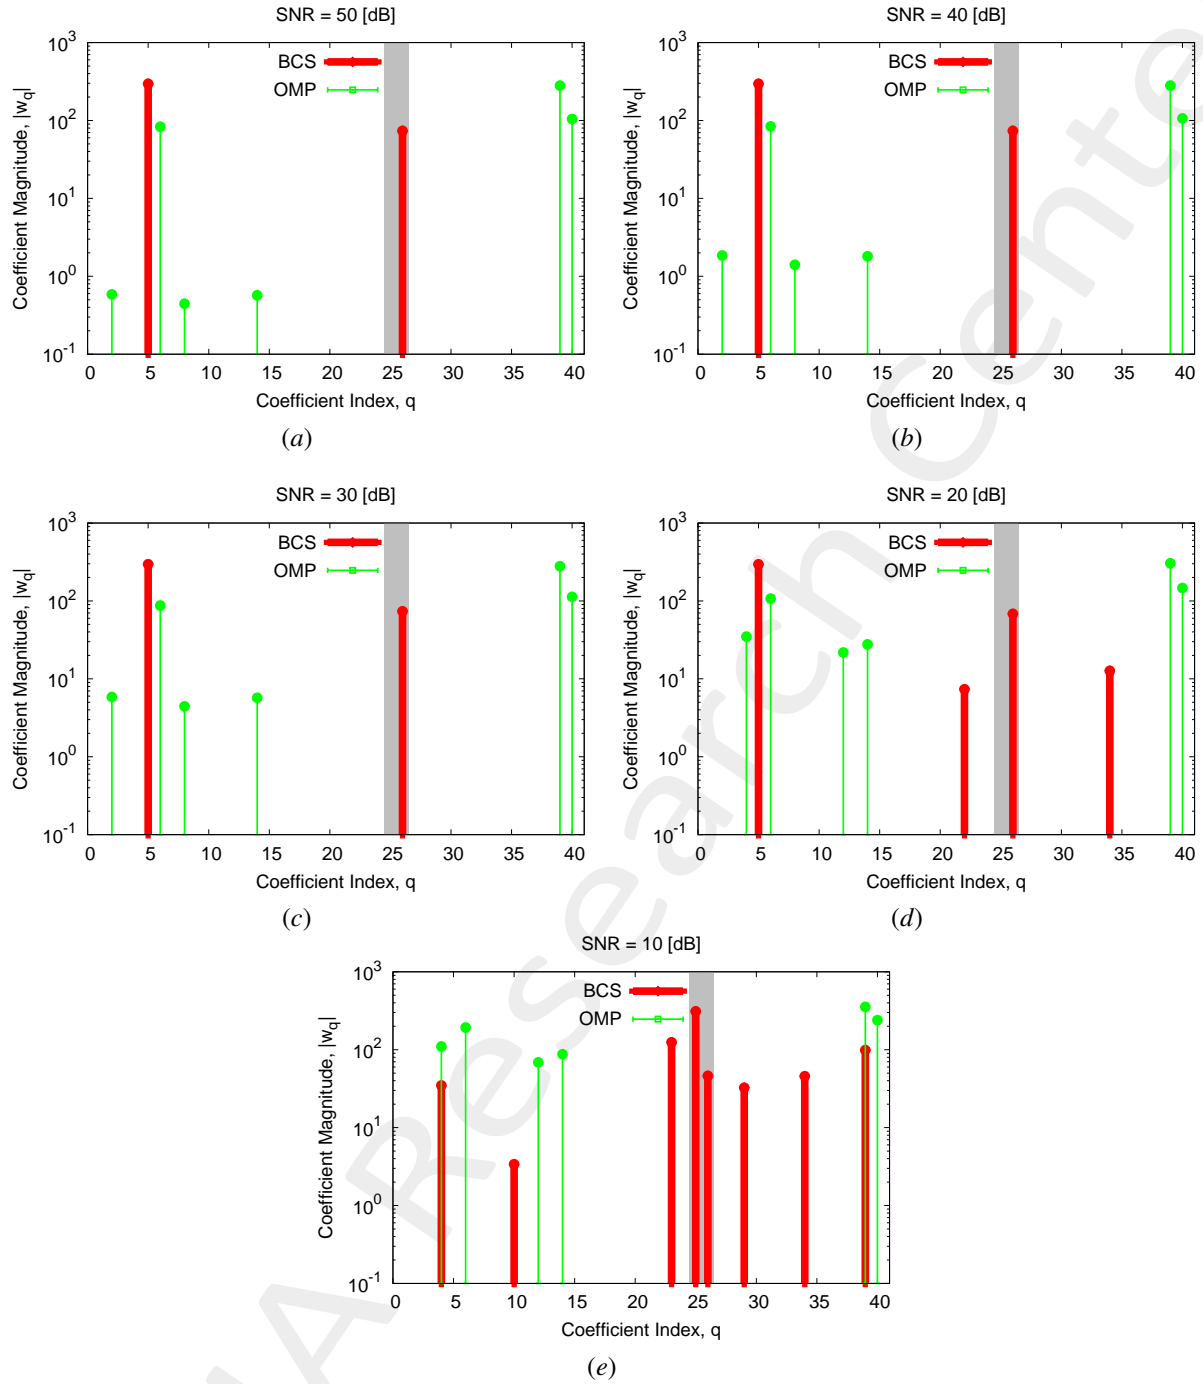 SNR = 50 [dB]
Coefficient Magnitude, |w_q|
10^3
10^2
10^1
10^0
10^-1
BCS
OMP
0 5 10 15 20 25 30 35 40
Coefficient Index, q
(a)
SNR = 40 [dB]
Coefficient Magnitude, |w_q|
10^3
10^2
10^1
10^0
10^-1
BCS
OMP
0 5 10 15 20 25 30 35 40
Coefficient Index, q
(b)
SNR = 30 [dB]
Coefficient Magnitude, |w_q|
10^3
10^2
10^1
10^0
10^-1
BCS
OMP
0 5 10 15 20 25 30 35 40
Coefficient Index, q
(c)
SNR = 20 [dB]
Coefficient Magnitude, |w_q|
10^3
10^2
10^1
10^0
10^-1
BCS
OMP
0 5 10 15 20 25 30 35 40
Coefficient Index, q
(d)
SNR = 10 [dB]
Coefficient Magnitude, |w_q|
10^3
10^2
10^1
10^0
10^-1
BCS
OMP
0 5 10 15 20 25 30 35 40
Coefficient Index, q
(e)
Research